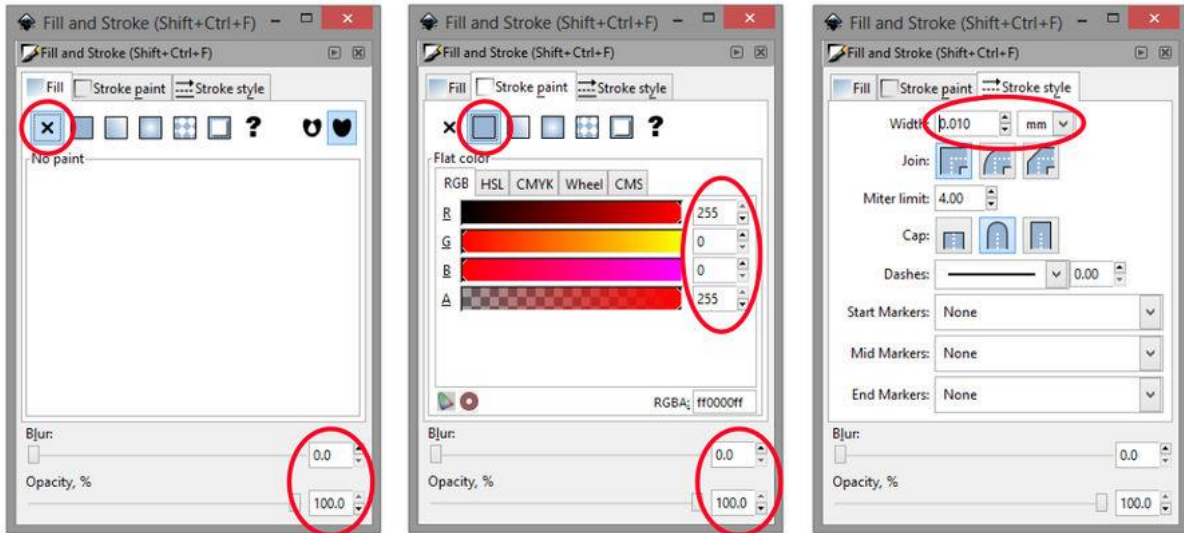 Fill and Stroke (Shift+Ctrl+F)
Fill and Stroke (Shift+Ctrl+F)
Fill Stroke paint Stroke style
?
No paint
Blur:
0.0
Opacity, %
100.0
Fill and Stroke (Shift+Ctrl+F)
Fill and Stroke (Shift+Ctrl+F)
Fill Stroke paint Stroke style
?
Flat color
RGB HSL CMYK Wheel CMS
R 255
G 0
B 0
A 255
RGBA: ff0000ff
Blur:
0.0
Opacity, %
100.0
Fill and Stroke (Shift+Ctrl+F)
Fill and Stroke (Shift+Ctrl+F)
Fill Stroke paint Stroke style
Width: 0.010 mm
Join:
Miter limit: 4.00
Cap:
Dashes: 0.00
Start Markers: None
Mid Markers: None
End Markers: None
Blur:
0.0
Opacity, %
100.0